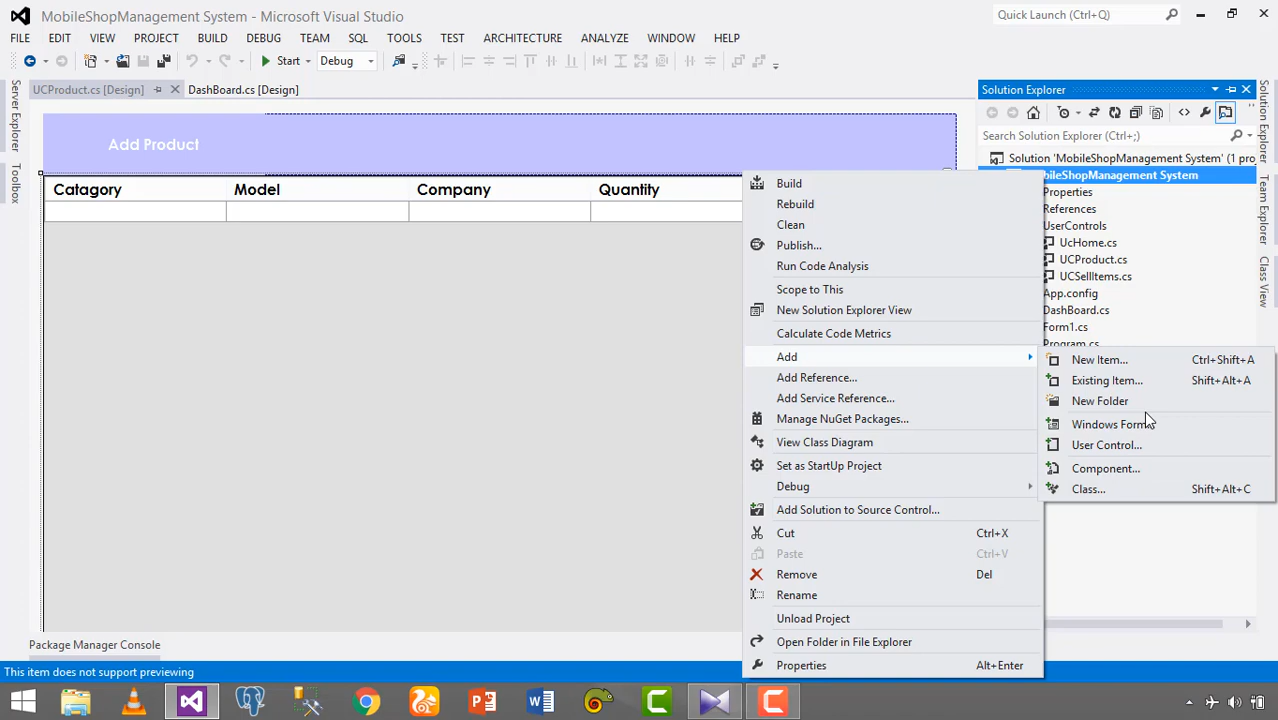 MobileShopManagement System - Microsoft Visual Studio
Quick Launch (Ctrl+Q)
FILE EDIT VIEW PROJECT BUILD DEBUG TEAM SQL TOOLS TEST ARCHITECTURE ANALYZE WINDOW HELP
Start Debug
UCProduct.cs [Design] DashBoard.cs [Design]
Server Explorer
Toolbox
Add Product
Catagory Model Company Quantity
Solution Explorer
Search Solution Explorer (Ctrl+;)
Solution 'MobileShopManagement System' (1 proj
bileShopManagement System
Properties
References
UserControls
UcHome.cs
UCProduct.cs
UCSellItems.cs
App.config
DashBoard.cs
Form1.cs
Program.cs
Solution Explorer
Team Explorer
Class View
Build
Rebuild
Clean
Publish...
Run Code Analysis
Scope to This
New Solution Explorer View
Calculate Code Metrics
Add
Add Reference...
Add Service Reference...
Manage NuGet Packages...
View Class Diagram
Set as StartUp Project
Debug
Add Solution to Source Control...
Cut Ctrl+X
Paste Ctrl+V
Remove Del
Rename
Unload Project
Open Folder in File Explorer
Properties Alt+Enter
New Item... Ctrl+Shift+A
Existing Item... Shift+Alt+A
New Folder
Windows Form
User Control...
Component...
Class... Shift+Alt+C
Package Manager Console
This item does not support previewing